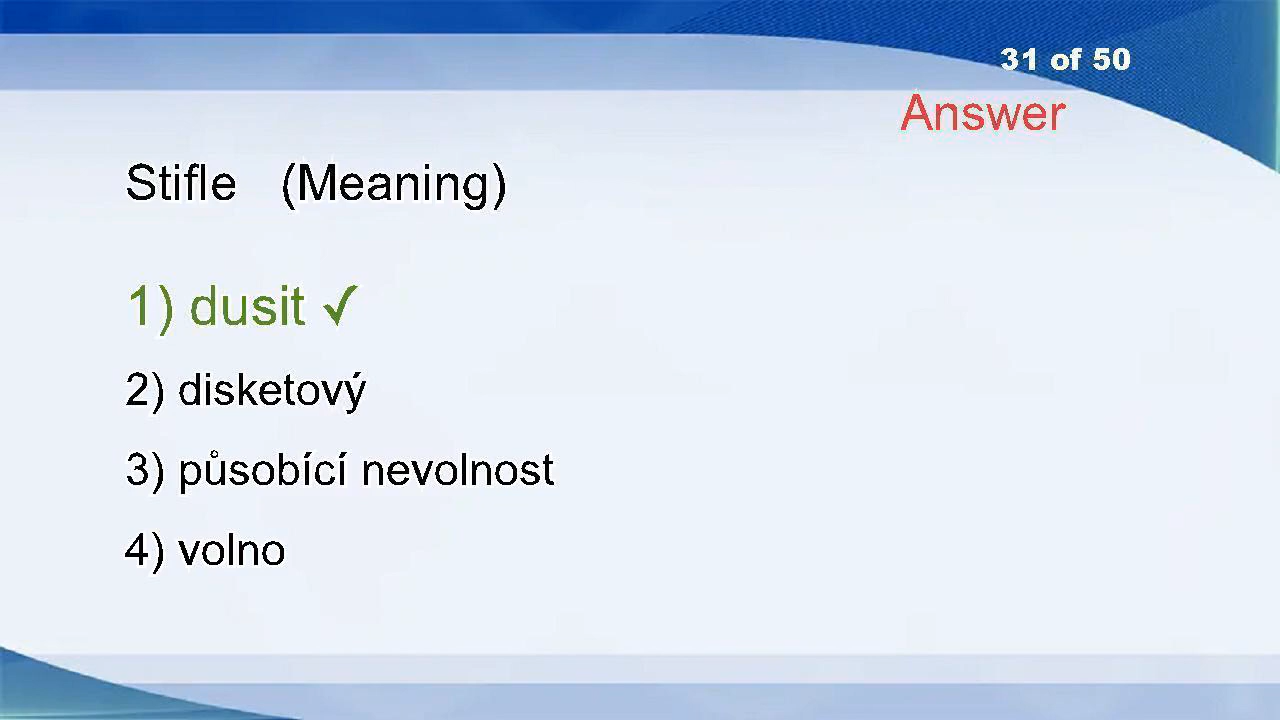 31 of 50
Answer
Stifle (Meaning)
1) dusit ✓
2) disketový
3) působící nevolnost
4) volno